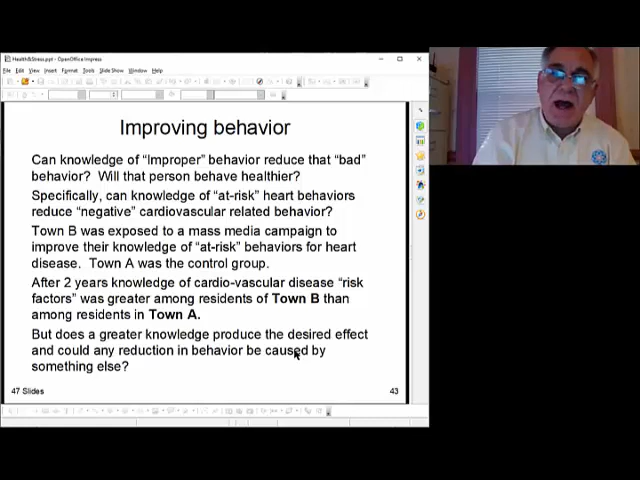 Health&Stress.ppt - OpenOffice Impress
File Edit View Insert Format Tools Slide Show Window Help
Improving behavior
Can knowledge of “Improper” behavior reduce that “bad”
behavior? Will that person behave healthier?
Specifically, can knowledge of “at-risk” heart behaviors
reduce “negative” cardiovascular related behavior?
Town B was exposed to a mass media campaign to
improve their knowledge of “at-risk” behaviors for heart
disease. Town A was the control group.
After 2 years knowledge of cardio-vascular disease “risk
factors” was greater among residents of Town B than
among residents in Town A.
But does a greater knowledge produce the desired effect
and could any reduction in behavior be caused by
something else?
47 Slides 43